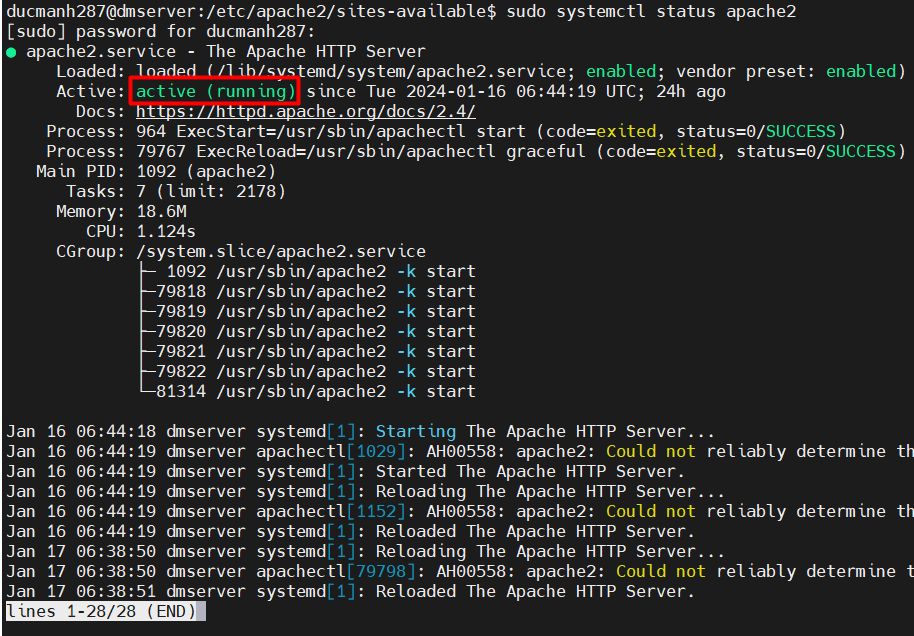 ducmanh287@dmserver:/etc/apache2/sites-available$ sudo systemctl status apache2
[sudo] password for ducmanh287:
● apache2.service - The Apache HTTP Server
     Loaded: loaded (/lib/systemd/system/apache2.service; enabled; vendor preset: enabled)
     Active: active (running) since Tue 2024-01-16 06:44:19 UTC; 24h ago
       Docs: https://httpd.apache.org/docs/2.4/
    Process: 964 ExecStart=/usr/sbin/apachectl start (code=exited, status=0/SUCCESS)
    Process: 79767 ExecReload=/usr/sbin/apachectl graceful (code=exited, status=0/SUCCESS)
   Main PID: 1092 (apache2)
      Tasks: 7 (limit: 2178)
     Memory: 18.6M
        CPU: 1.124s
     CGroup: /system.slice/apache2.service
             ├─ 1092 /usr/sbin/apache2 -k start
             ├─79818 /usr/sbin/apache2 -k start
             ├─79819 /usr/sbin/apache2 -k start
             ├─79820 /usr/sbin/apache2 -k start
             ├─79821 /usr/sbin/apache2 -k start
             ├─79822 /usr/sbin/apache2 -k start
             └─81314 /usr/sbin/apache2 -k start
Jan 16 06:44:18 dmserver systemd[1]: Starting The Apache HTTP Server...
Jan 16 06:44:19 dmserver apachectl[1029]: AH00558: apache2: Could not reliably determine th
Jan 16 06:44:19 dmserver systemd[1]: Started The Apache HTTP Server.
Jan 16 06:44:19 dmserver systemd[1]: Reloading The Apache HTTP Server...
Jan 16 06:44:19 dmserver apachectl[1152]: AH00558: apache2: Could not reliably determine th
Jan 16 06:44:19 dmserver systemd[1]: Reloaded The Apache HTTP Server.
Jan 17 06:38:50 dmserver systemd[1]: Reloading The Apache HTTP Server...
Jan 17 06:38:50 dmserver apachectl[79798]: AH00558: apache2: Could not reliably determine t
Jan 17 06:38:51 dmserver systemd[1]: Reloaded The Apache HTTP Server.
lines 1-28/28 (END)